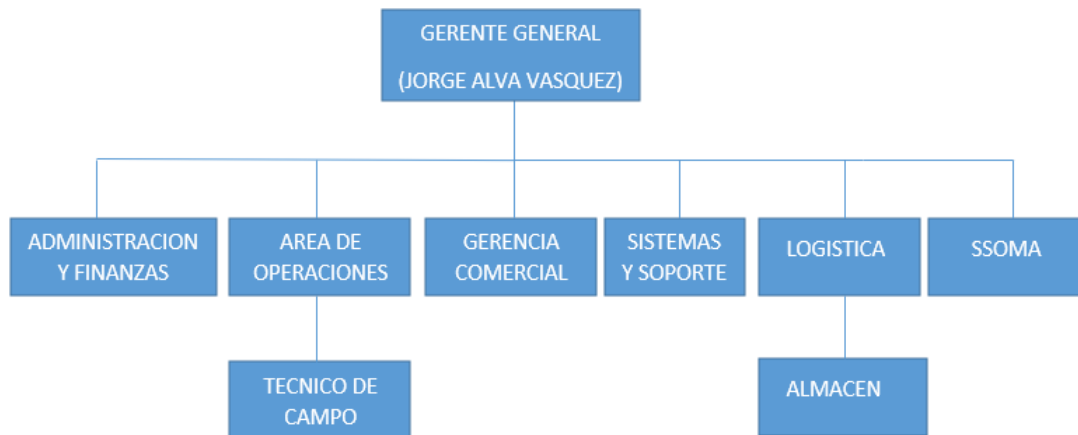 GERENTE GENERAL
(JORGE ALVA VASQUEZ)
ADMINISTRACION
Y FINANZAS
AREA DE
OPERACIONES
GERENCIA
COMERCIAL
SISTEMAS
Y SOPORTE
LOGISTICA
SSOMA
TECNICO DE
CAMPO
ALMACEN